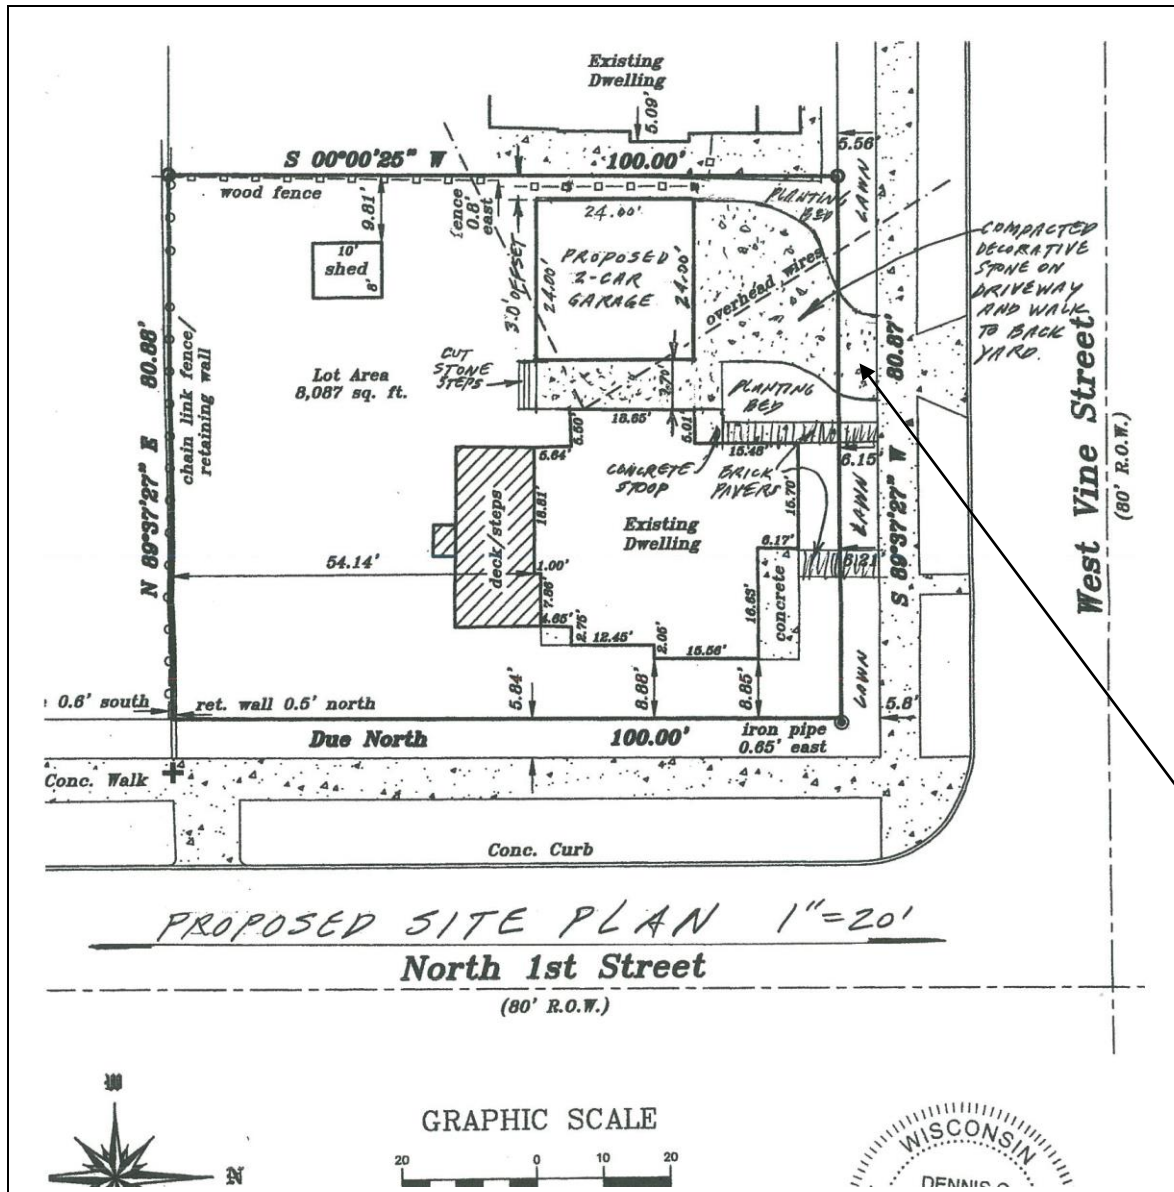 Existing
Dwelling
5.09'
5.56'
S 00°00'25" W
100.00'
wood fence
9.81'
fence
0.8'
east
PLANTING
BED
LAWN
24.00'
10'
shed
8'
3.0' OFFSET
24.00'
PROPOSED
2-CAR
GARAGE
24.00'
overhead wires
COMPACTED
DECORATIVE
STONE ON
DRIVEWAY
AND WALK
TO BACK
YARD.
N 89°37'27" E 80.88'
chain link fence/
retaining wall
Lot Area
8,087 sq. ft.
CUT
STONE
STEPS
7.70'
PLANTING
BED
80.87'
S 89°37'27" W
West Vine Street
(80' R.O.W.)
18.65'
5.50'
5.01'
5.64'
15.48'
6.15'
CONCRETE
STOOP
BRICK
PAVERS
15.70'
LAWN
16.81'
deck/steps
Existing
Dwelling
6.17'
6.21'
54.14'
1.00'
7.86'
4.65'
2.75'
12.45'
2.05'
15.56'
16.63'
concrete
LAWN
0.6' south
ret. wall 0.5' north
5.84'
8.88'
8.85'
5.8'
Due North
100.00'
iron pipe
0.65' east
Conc. Walk
Conc. Curb
PROPOSED SITE PLAN 1"=20'
North 1st Street
(80' R.O.W.)
W
N
GRAPHIC SCALE
20 0 10 20
WISCONSIN
DENNIS C.